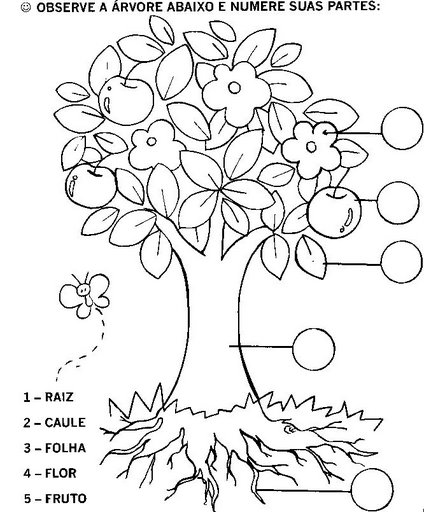 ☺ OBSERVE A ÁRVORE ABAIXO E NUMERE SUAS PARTES:
1 – RAIZ
2 – CAULE
3 – FOLHA
4 – FLOR
5 – FRUTO